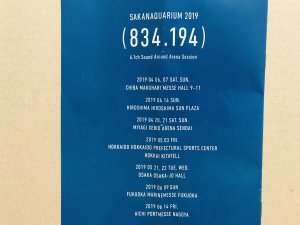 SAKANAQUARIUM 2019
(834.194)
6.1ch Sound Around Arena Session
2019 04 06, 07 SAT. SUN.
CHIBA MAKUHARI MESSE HALL 9-11
2019 04 14 SUN.
HIROSHIMA HIROSHIMA SUN PLAZA
2019 04 20, 21 SAT. SUN.
MIYAGI XEBIO ARENA SENDAI
2019 05 03 FRI.
HOKKAIDO HOKKAIDO PREFECTURAL SPORTS CENTER
HOKKAI KITAYELL
2019 05 21, 22 TUE. WED.
OSAKA OSAKA-JO HALL
2019 06 09 SUN
FUKUOKA MARINEMESSE FUKUOKA
2019 06 14 FRI.
AICHI PORTMESSE NAGOYA